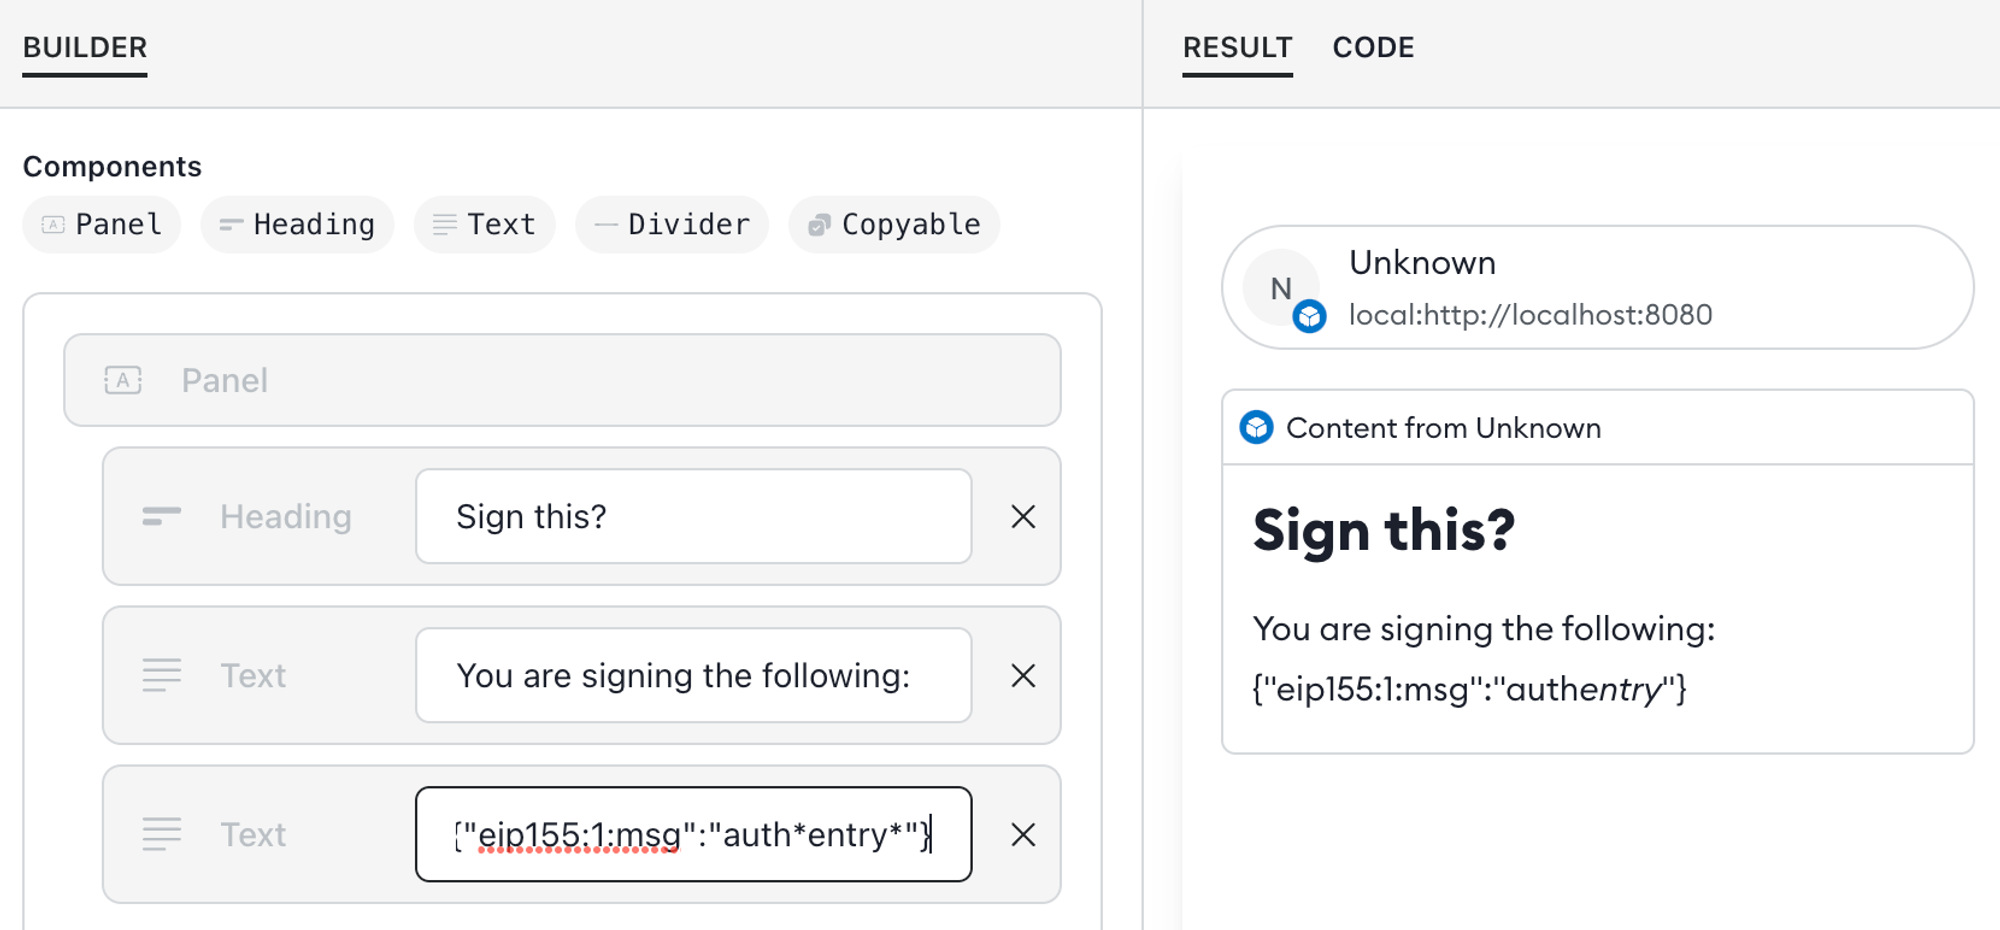 BUILDER
Components
Panel
Heading
Text
Divider
Copyable
A Panel
Heading
Sign this?
Text
You are signing the following:
Text
{"eip155:1:msg":"auth*entry*"}
RESULT
CODE
N
Unknown
local:http://localhost:8080
Content from Unknown
Sign this?
You are signing the following:
{"eip155:1:msg":"authentry"}